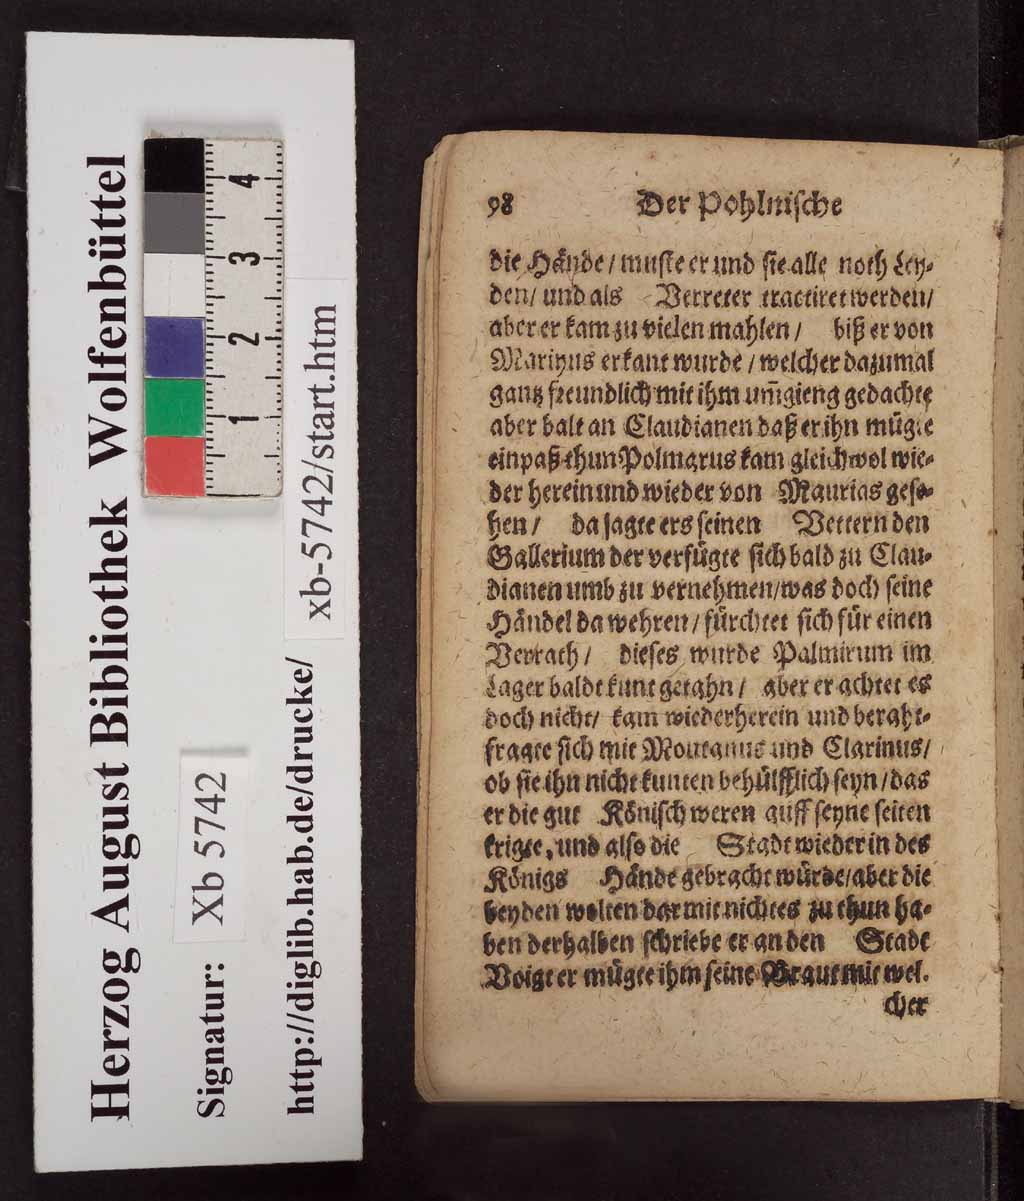 Herzog August Bibliothek Wolfenbüttel
Signatur: Xb 5742
http://diglib.hab.de/drucke/ xb-5742/start.htm
1 2 3 4
98 Der Pohlnische
die Hände / muste er und sie alle noth Ley-
den / und als Verreter tractiret werden /
aber er kam zu vielen mahlen / biß er von
Marinus erkant wurde / welcher dazumal
gantz freundlich mit ihm um̃gieng gedachte
aber balt an Claudianen daß er ihn mügte
einpaß thun Polmarus kam gleichwol wie-
der herein und wieder von Maurias gese-
hen / da sagte ers seinen Vettern den
Gallerium der verfügte sich bald zu Clau-
dianen umb zu vernehmen / was doch seine
Händel da wehren / fürchtet sich für einen
Verrath / dieses wurde Palmirum im
Lager baldt kunt getahn / aber er achtet es
doch nicht / kam wiederherein und beraht-
fragte sich mit Montanus und Clarinus /
ob sie ihn nicht kunten behülfflich seyn / das
er die gut Könisch weren auff seyne seiten
krigte, und also die Stadt wieder in des
Königs Hände gebracht würde / aber die
beyden wolten darmit nichtes zu thun ha-
ben derhalben schriebe er an den Stadt
Voigt er mügte ihm seine Braut mit wel-
cher